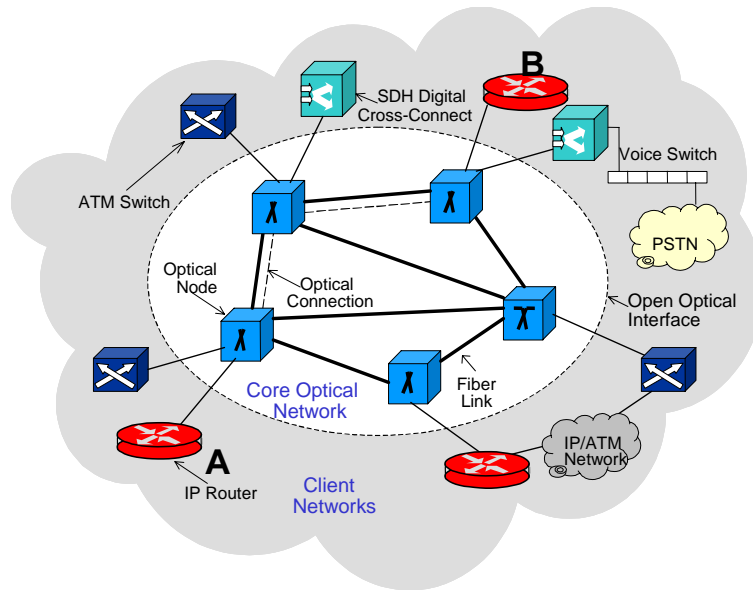 B
SDH Digital
Cross-Connect
Voice Switch
ATM Switch
PSTN
Optical
Node
Optical
Connection
Open Optical
Interface
Core Optical
Network
Fiber
Link
IP/ATM
Network
A
IP Router
Client
Networks